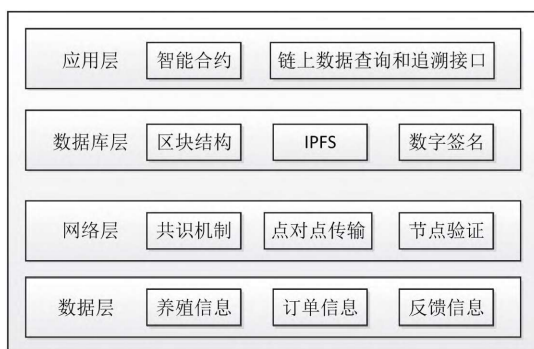 应用层 智能合约 链上数据查询和追溯接口
数据库层 区块结构 IPFS 数字签名
网络层 共识机制 点对点传输 节点验证
数据层 养殖信息 订单信息 反馈信息